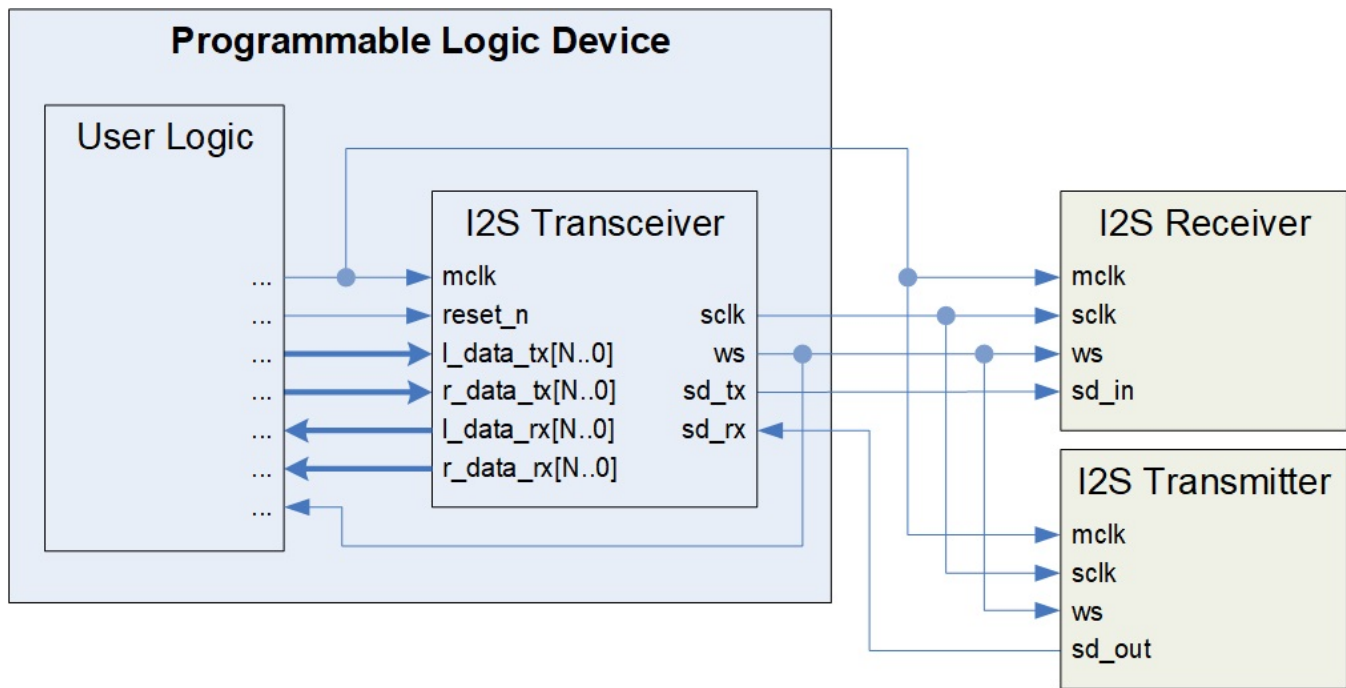 Programmable Logic Device
User Logic
...
...
...
...
...
...
...
I2S Transceiver
mclk
reset_n
l_data_tx[N..0]
r_data_tx[N..0]
l_data_rx[N..0]
r_data_rx[N..0]
sclk
ws
sd_tx
sd_rx
I2S Receiver
mclk
sclk
ws
sd_in
I2S Transmitter
mclk
sclk
ws
sd_out